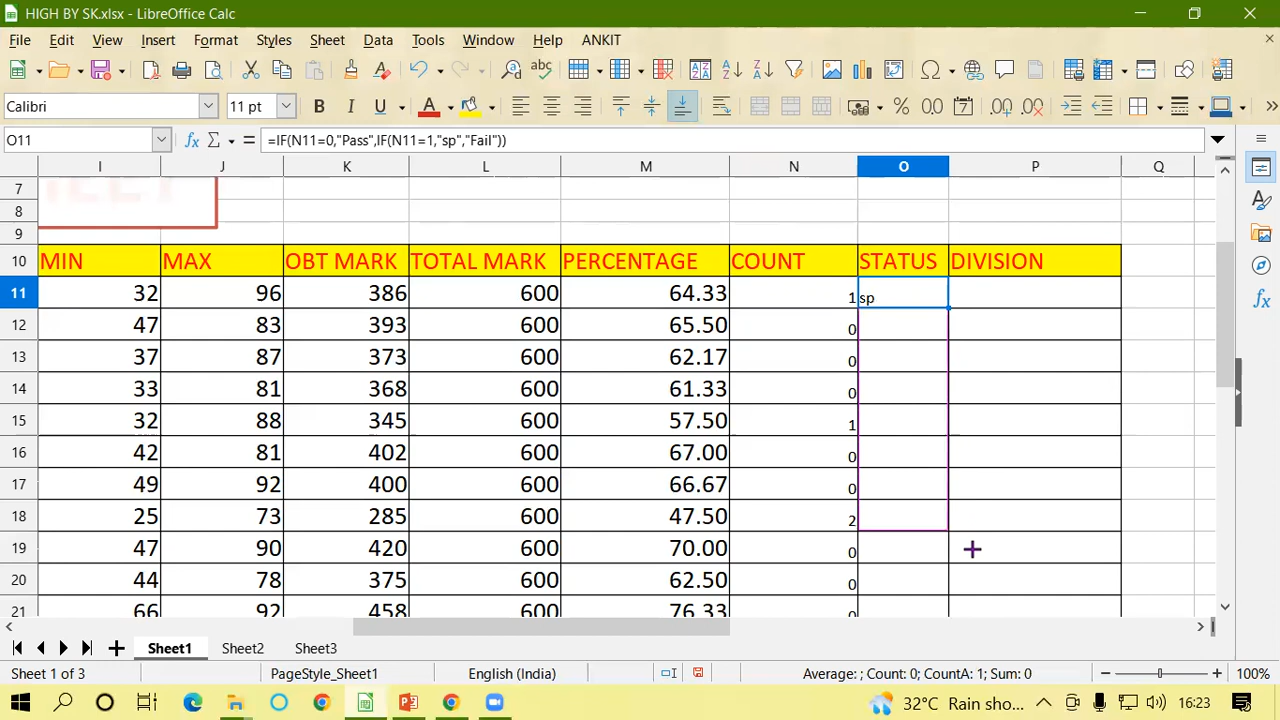 HIGH BY SK.xlsx - LibreOffice Calc
File Edit View Insert Format Styles Sheet Data Tools Window Help ANKIT
Calibri 11 pt
O11 =IF(N11=0,"Pass",IF(N11=1,"sp","Fail"))
I J K L M N O P Q
7
8
9
10 MIN MAX OBT MARK TOTAL MARK PERCENTAGE COUNT STATUS DIVISION
11 32 96 386 600 64.33 1 sp
12 47 83 393 600 65.50 0
13 37 87 373 600 62.17 0
14 33 81 368 600 61.33 0
15 32 88 345 600 57.50 1
16 42 81 402 600 67.00 0
17 49 92 400 600 66.67 0
18 25 73 285 600 47.50 2
19 47 90 420 600 70.00 0
20 44 78 375 600 62.50 0
21 66 92 458 600 76.33 0
Sheet1 Sheet2 Sheet3
Sheet 1 of 3 PageStyle_Sheet1 English (India) Average: ; Count: 0; CountA: 1; Sum: 0 100%
32°C Rain sho... 16:23